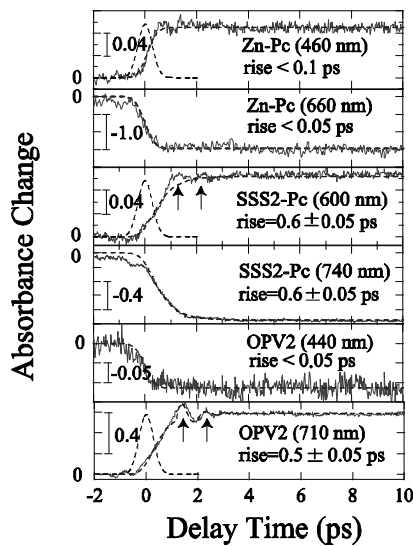 Absorbance Change
0.04
0
Zn-Pc (460 nm)
rise < 0.1 ps
0
-1.0
Zn-Pc (660 nm)
rise < 0.05 ps
0.04
0
SSS2-Pc (600 nm)
rise=0.6 ± 0.05 ps
0
-0.4
SSS2-Pc (740 nm)
rise=0.6 ± 0.05 ps
0
-0.05
OPV2 (440 nm)
rise < 0.05 ps
0.4
0
OPV2 (710 nm)
rise=0.5 ± 0.05 ps
-2 0 2 4 6 8 10
Delay Time (ps)